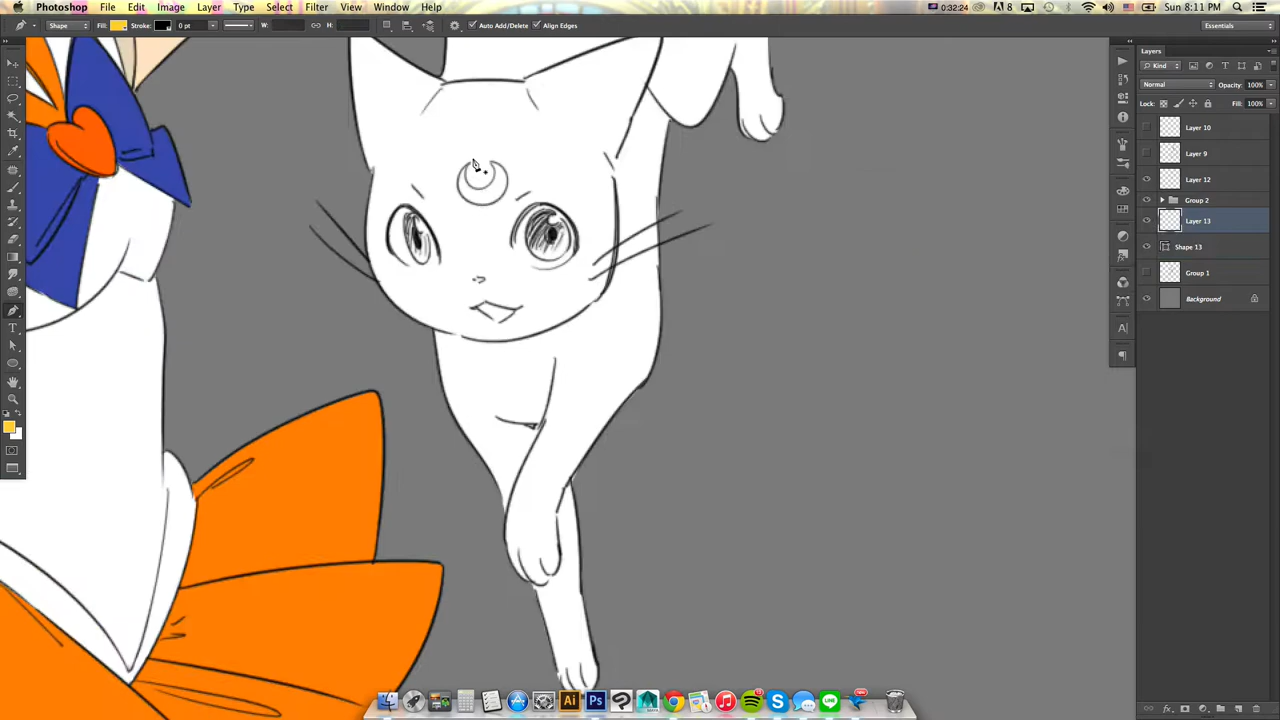 Photoshop File Edit Image Layer Type Select Filter View Window Help 00:32:24 8 Sun 8:11 PM
Shape Fill: Stroke: 0 pt W: H: Auto Add/Delete Align Edges Essentials
Layers
Kind
Normal Opacity: 100%
Lock: Fill: 100%
Layer 10
Layer 9
Layer 12
Group 2
Layer 13
Shape 13
Group 1
Background